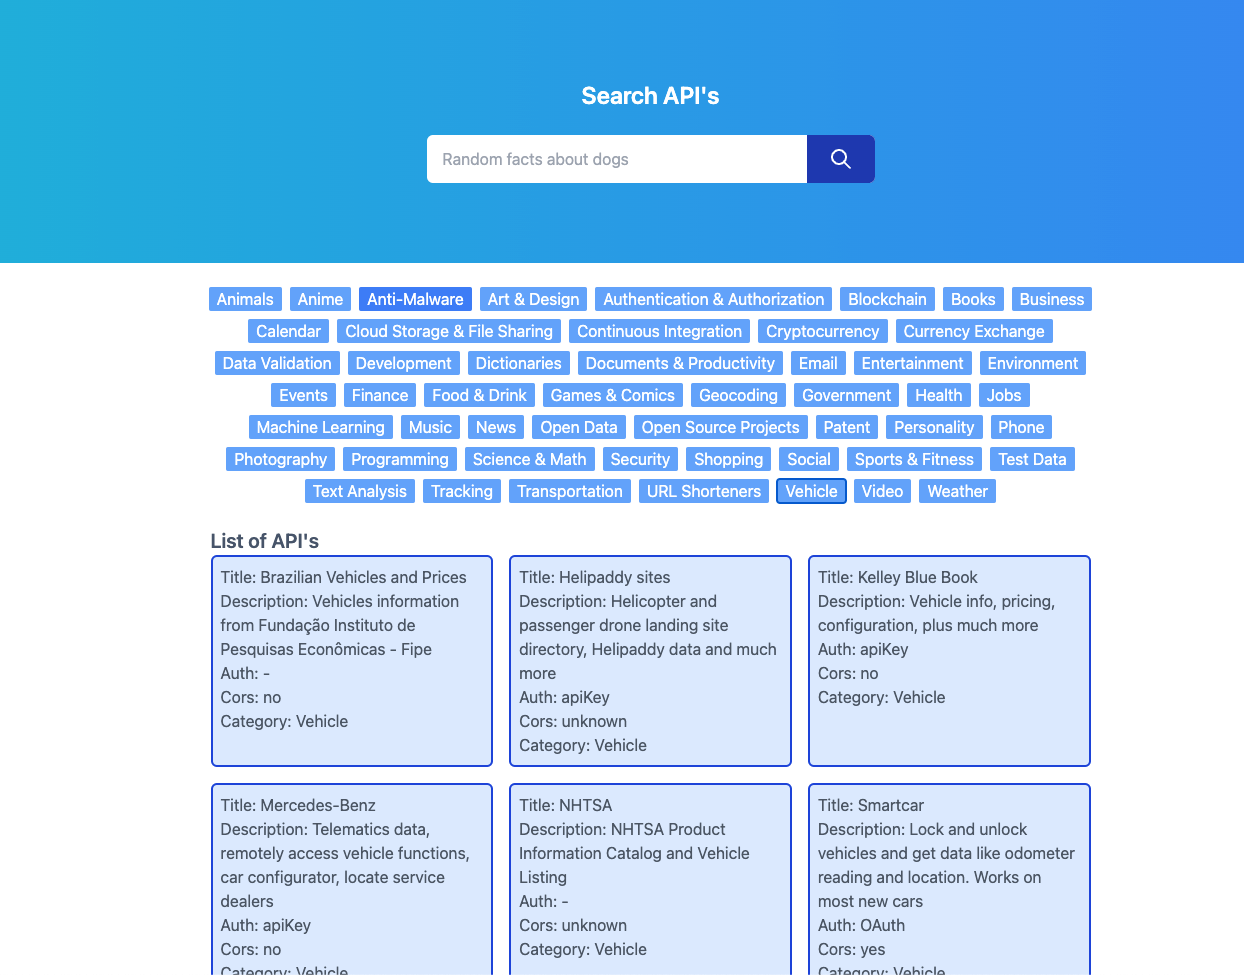 Search API's
Random facts about dogs
Animals Anime Anti-Malware Art & Design Authentication & Authorization Blockchain Books Business
Calendar Cloud Storage & File Sharing Continuous Integration Cryptocurrency Currency Exchange
Data Validation Development Dictionaries Documents & Productivity Email Entertainment Environment
Events Finance Food & Drink Games & Comics Geocoding Government Health Jobs
Machine Learning Music News Open Data Open Source Projects Patent Personality Phone
Photography Programming Science & Math Security Shopping Social Sports & Fitness Test Data
Text Analysis Tracking Transportation URL Shorteners Vehicle Video Weather
List of API's
Title: Brazilian Vehicles and Prices
Description: Vehicles information
from Fundação Instituto de
Pesquisas Econômicas - Fipe
Auth: -
Cors: no
Category: Vehicle
Title: Helipaddy sites
Description: Helicopter and
passenger drone landing site
directory, Helipaddy data and much
more
Auth: apiKey
Cors: unknown
Category: Vehicle
Title: Kelley Blue Book
Description: Vehicle info, pricing,
configuration, plus much more
Auth: apiKey
Cors: no
Category: Vehicle
Title: Mercedes-Benz
Description: Telematics data,
remotely access vehicle functions,
car configurator, locate service
dealers
Auth: apiKey
Cors: no
Category: Vehicle
Title: NHTSA
Description: NHTSA Product
Information Catalog and Vehicle
Listing
Auth: -
Cors: unknown
Category: Vehicle
Title: Smartcar
Description: Lock and unlock
vehicles and get data like odometer
reading and location. Works on
most new cars
Auth: OAuth
Cors: yes
Category: Vehicle